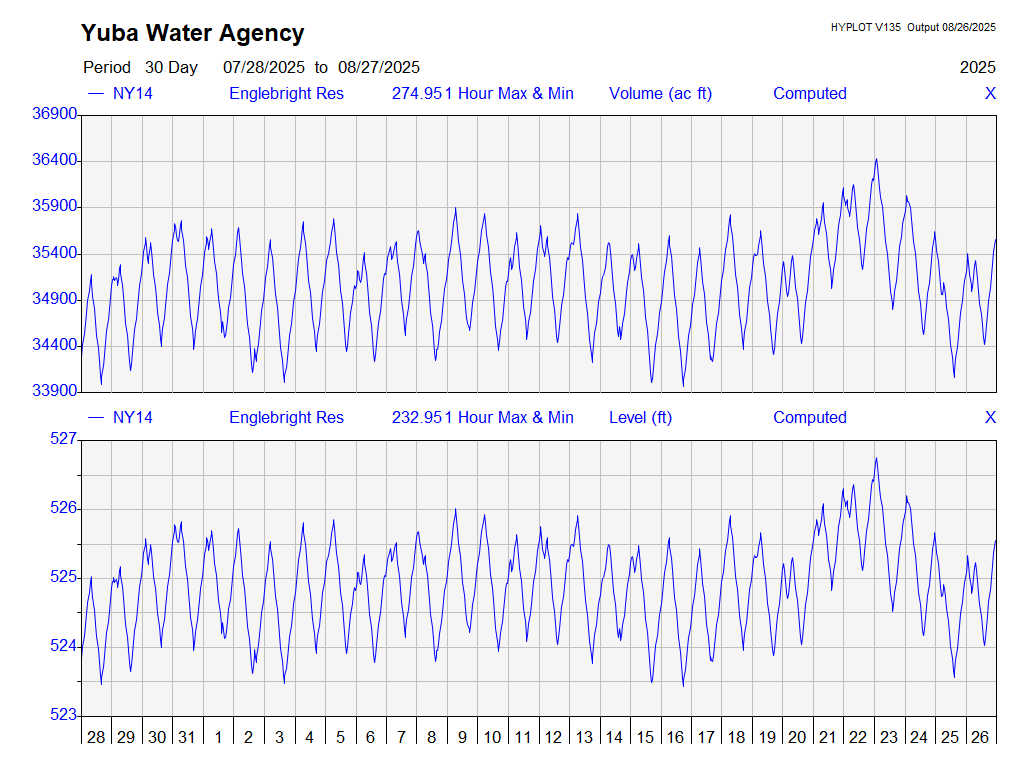 Yuba Water Agency
HYPLOT V135 Output 08/26/2025
Period 30 Day 07/28/2025 to 08/27/2025 2025
NY14 Englebright Res 274.951 Hour Max & Min Volume (ac ft) Computed X
36900
36400
35900
35400
34900
34400
33900
NY14 Englebright Res 232.951 Hour Max & Min Level (ft) Computed X
527
526
525
524
523
28 29 30 31 1 2 3 4 5 6 7 8 9 10 11 12 13 14 15 16 17 18 19 20 21 22 23 24 25 26